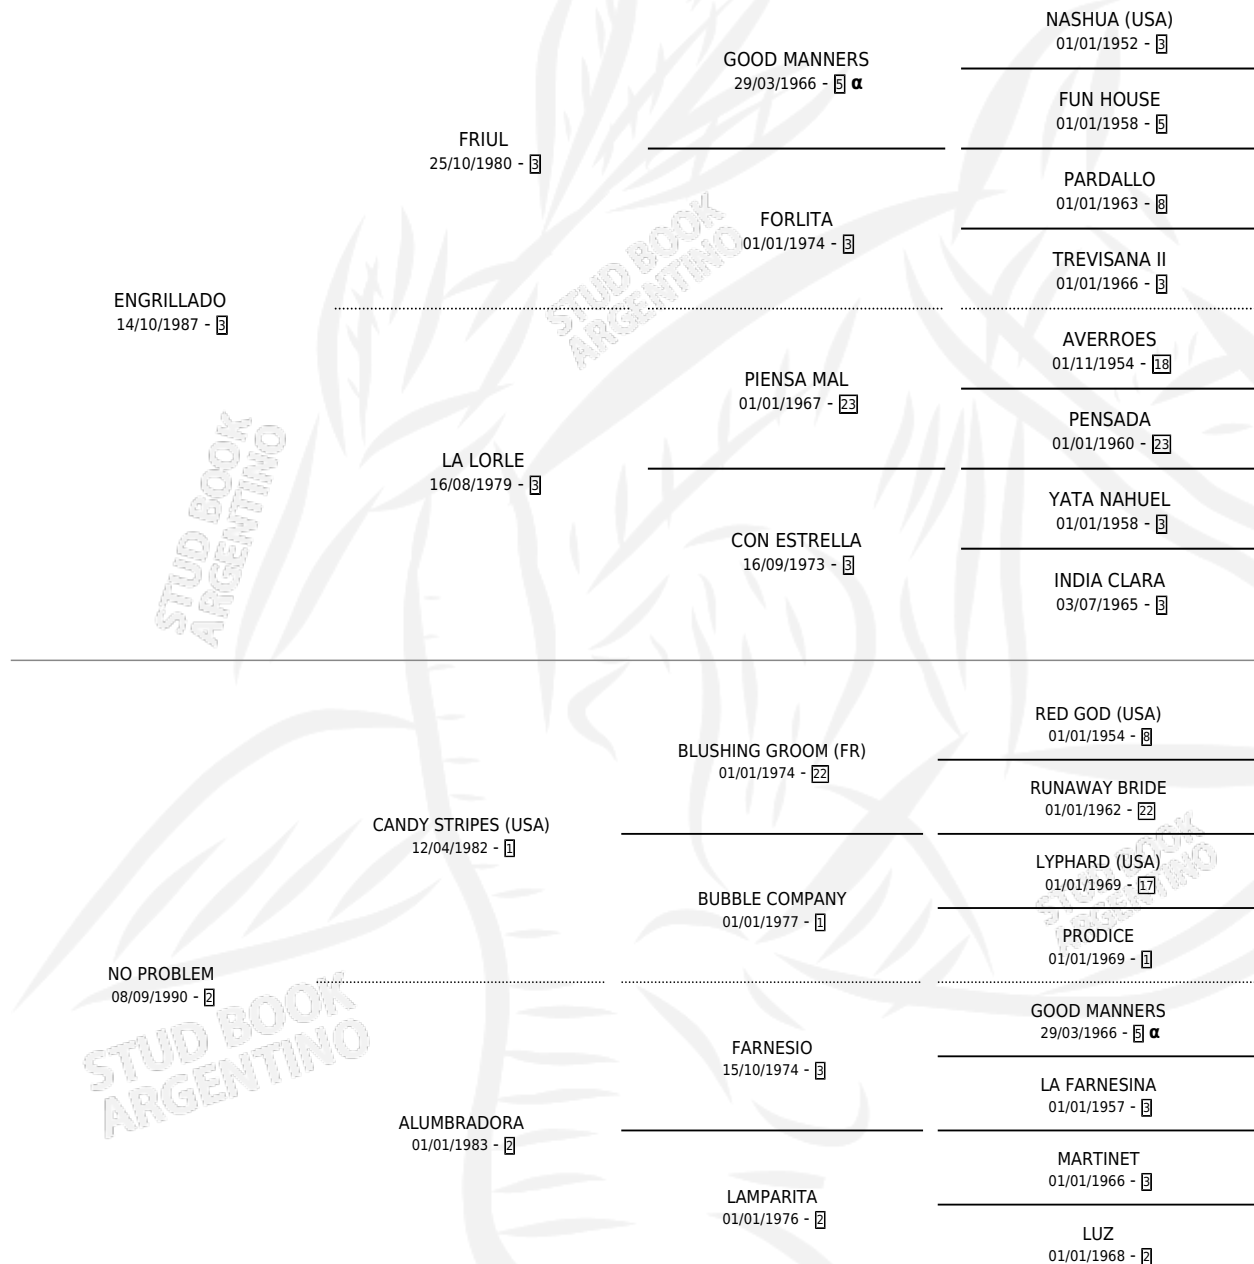 NASHUA (USA)
01/01/1952 - 3
GOOD MANNERS
29/03/1966 - 5 α
FUN HOUSE
01/01/1958 - 5
FRIUL
25/10/1980 - 3
PARDALLO
01/01/1963 - 8
FORLITA
01/01/1974 - 3
TREVISANA II
01/01/1966 - 3
ENGRILLADO
14/10/1987 - 3
AVERROES
01/11/1954 - 18
PIENSA MAL
01/01/1967 - 23
PENSADA
01/01/1960 - 23
LA LORLE
16/08/1979 - 3
YATA NAHUEL
01/01/1958 - 3
CON ESTRELLA
16/09/1973 - 3
INDIA CLARA
03/07/1965 - 3
RED GOD (USA)
01/01/1954 - 8
BLUSHING GROOM (FR)
01/01/1974 - 22
RUNAWAY BRIDE
01/01/1962 - 22
CANDY STRIPES (USA)
12/04/1982 - 1
LYPHARD (USA)
01/01/1969 - 17
BUBBLE COMPANY
01/01/1977 - 1
PRODICE
01/01/1969 - 1
NO PROBLEM
08/09/1990 - 2
GOOD MANNERS
29/03/1966 - 5 α
FARNESIO
15/10/1974 - 3
LA FARNESINA
01/01/1957 - 3
ALUMBRADORA
01/01/1983 - 2
MARTINET
01/01/1966 - 3
LAMPARITA
01/01/1976 - 2
LUZ
01/01/1968 - 2
STUD BOOK
ARGENTINO
STUD BOOK
ARGENTINO
STUD BOOK
ARGENTINO
STUD BOOK
ARGENTINO